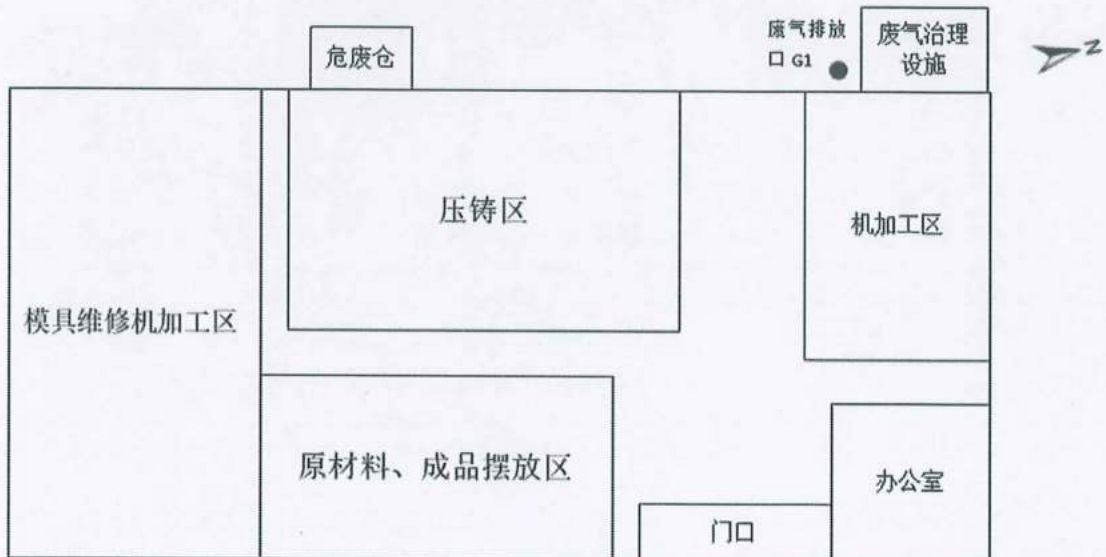 危废仓
废气排放
口 G1
废气治理
设施
N
压铸区
机加工区
模具维修机加工区
原材料、成品摆放区
办公室
门口